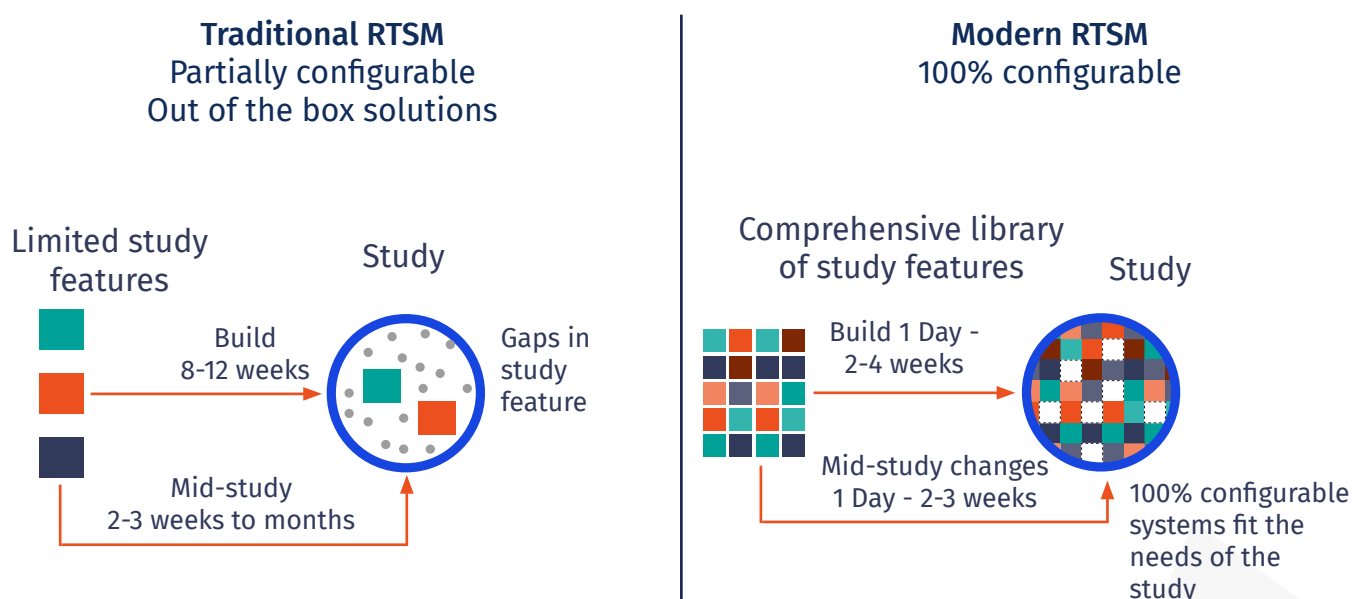 Traditional RTSM
Partially configurable
Out of the box solutions
Limited study
features
Study
Build
8-12 weeks
Gaps in
study
feature
Mid-study
2-3 weeks to months
Modern RTSM
100% configurable
Comprehensive library
of study features
Study
Build 1 Day -
2-4 weeks
Mid-study changes
1 Day - 2-3 weeks
100% configurable
systems fit the
needs of the
study